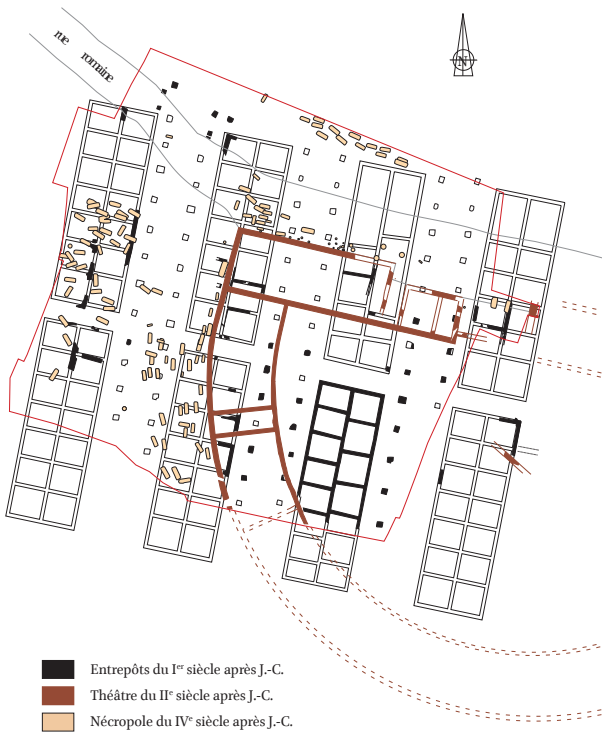 rue romaine
N
Entrepôts du Ier siècle après J.-C.
Théâtre du IIe siècle après J.-C.
Nécropole du IVe siècle après J.-C.